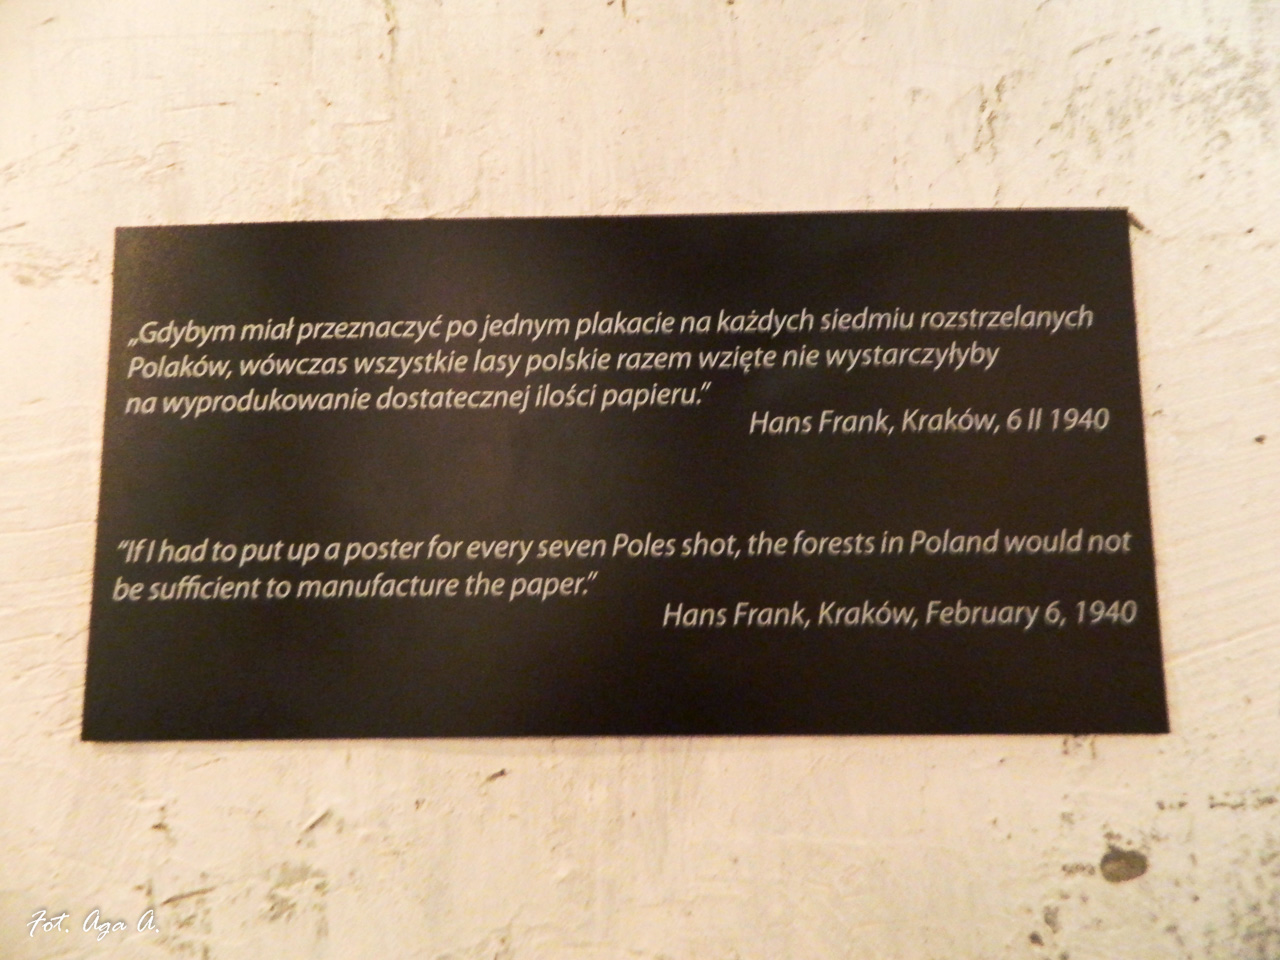 „Gdybym miał przeznaczyć po jednym plakacie na każdych siedmiu rozstrzelanych
Polaków, wówczas wszystkie lasy polskie razem wzięte nie wystarczyłyby
na wyprodukowanie dostatecznej ilości papieru.”
Hans Frank, Kraków, 6 II 1940
“If I had to put up a poster for every seven Poles shot, the forests in Poland would not
be sufficient to manufacture the paper.”
Hans Frank, Kraków, February 6, 1940
Fot. Aga A.